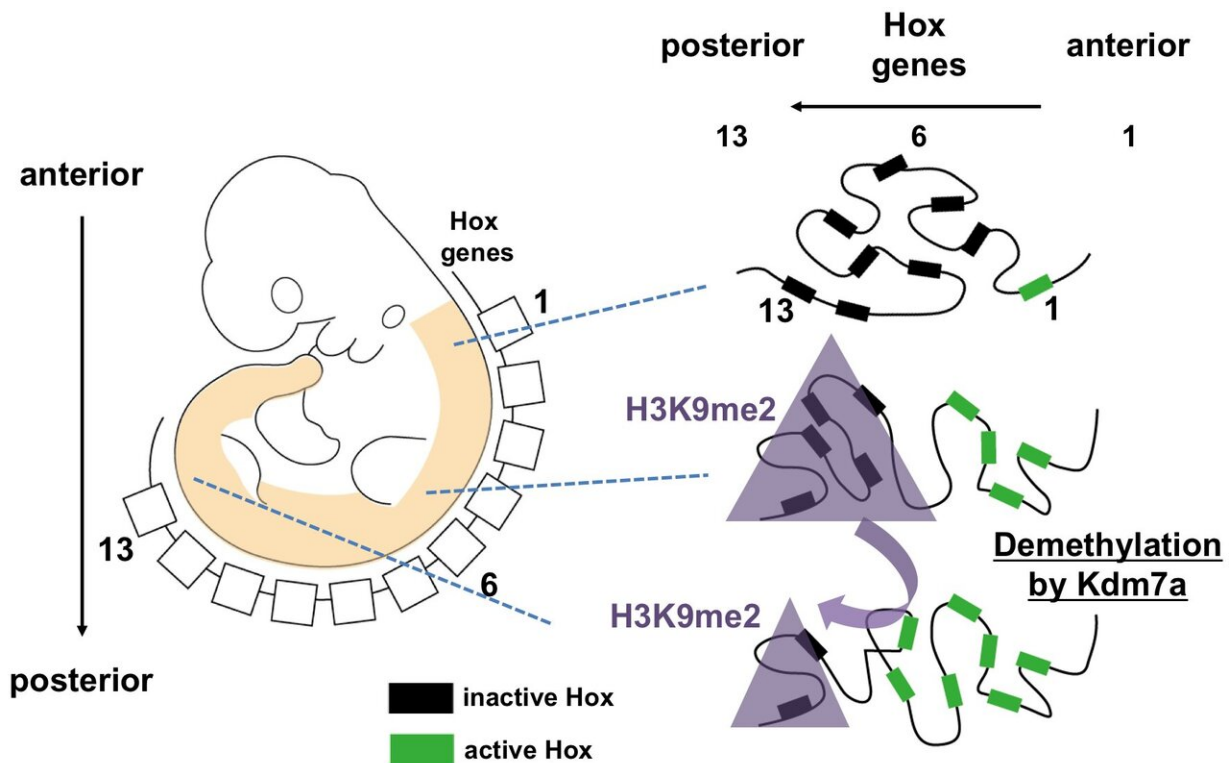 posterior
Hox
genes
anterior
13
6
1
anterior
Hox
genes
1
13
1
H3K9me2
13
6
Demethylation
by Kdm7a
H3K9me2
posterior
inactive Hox
active Hox